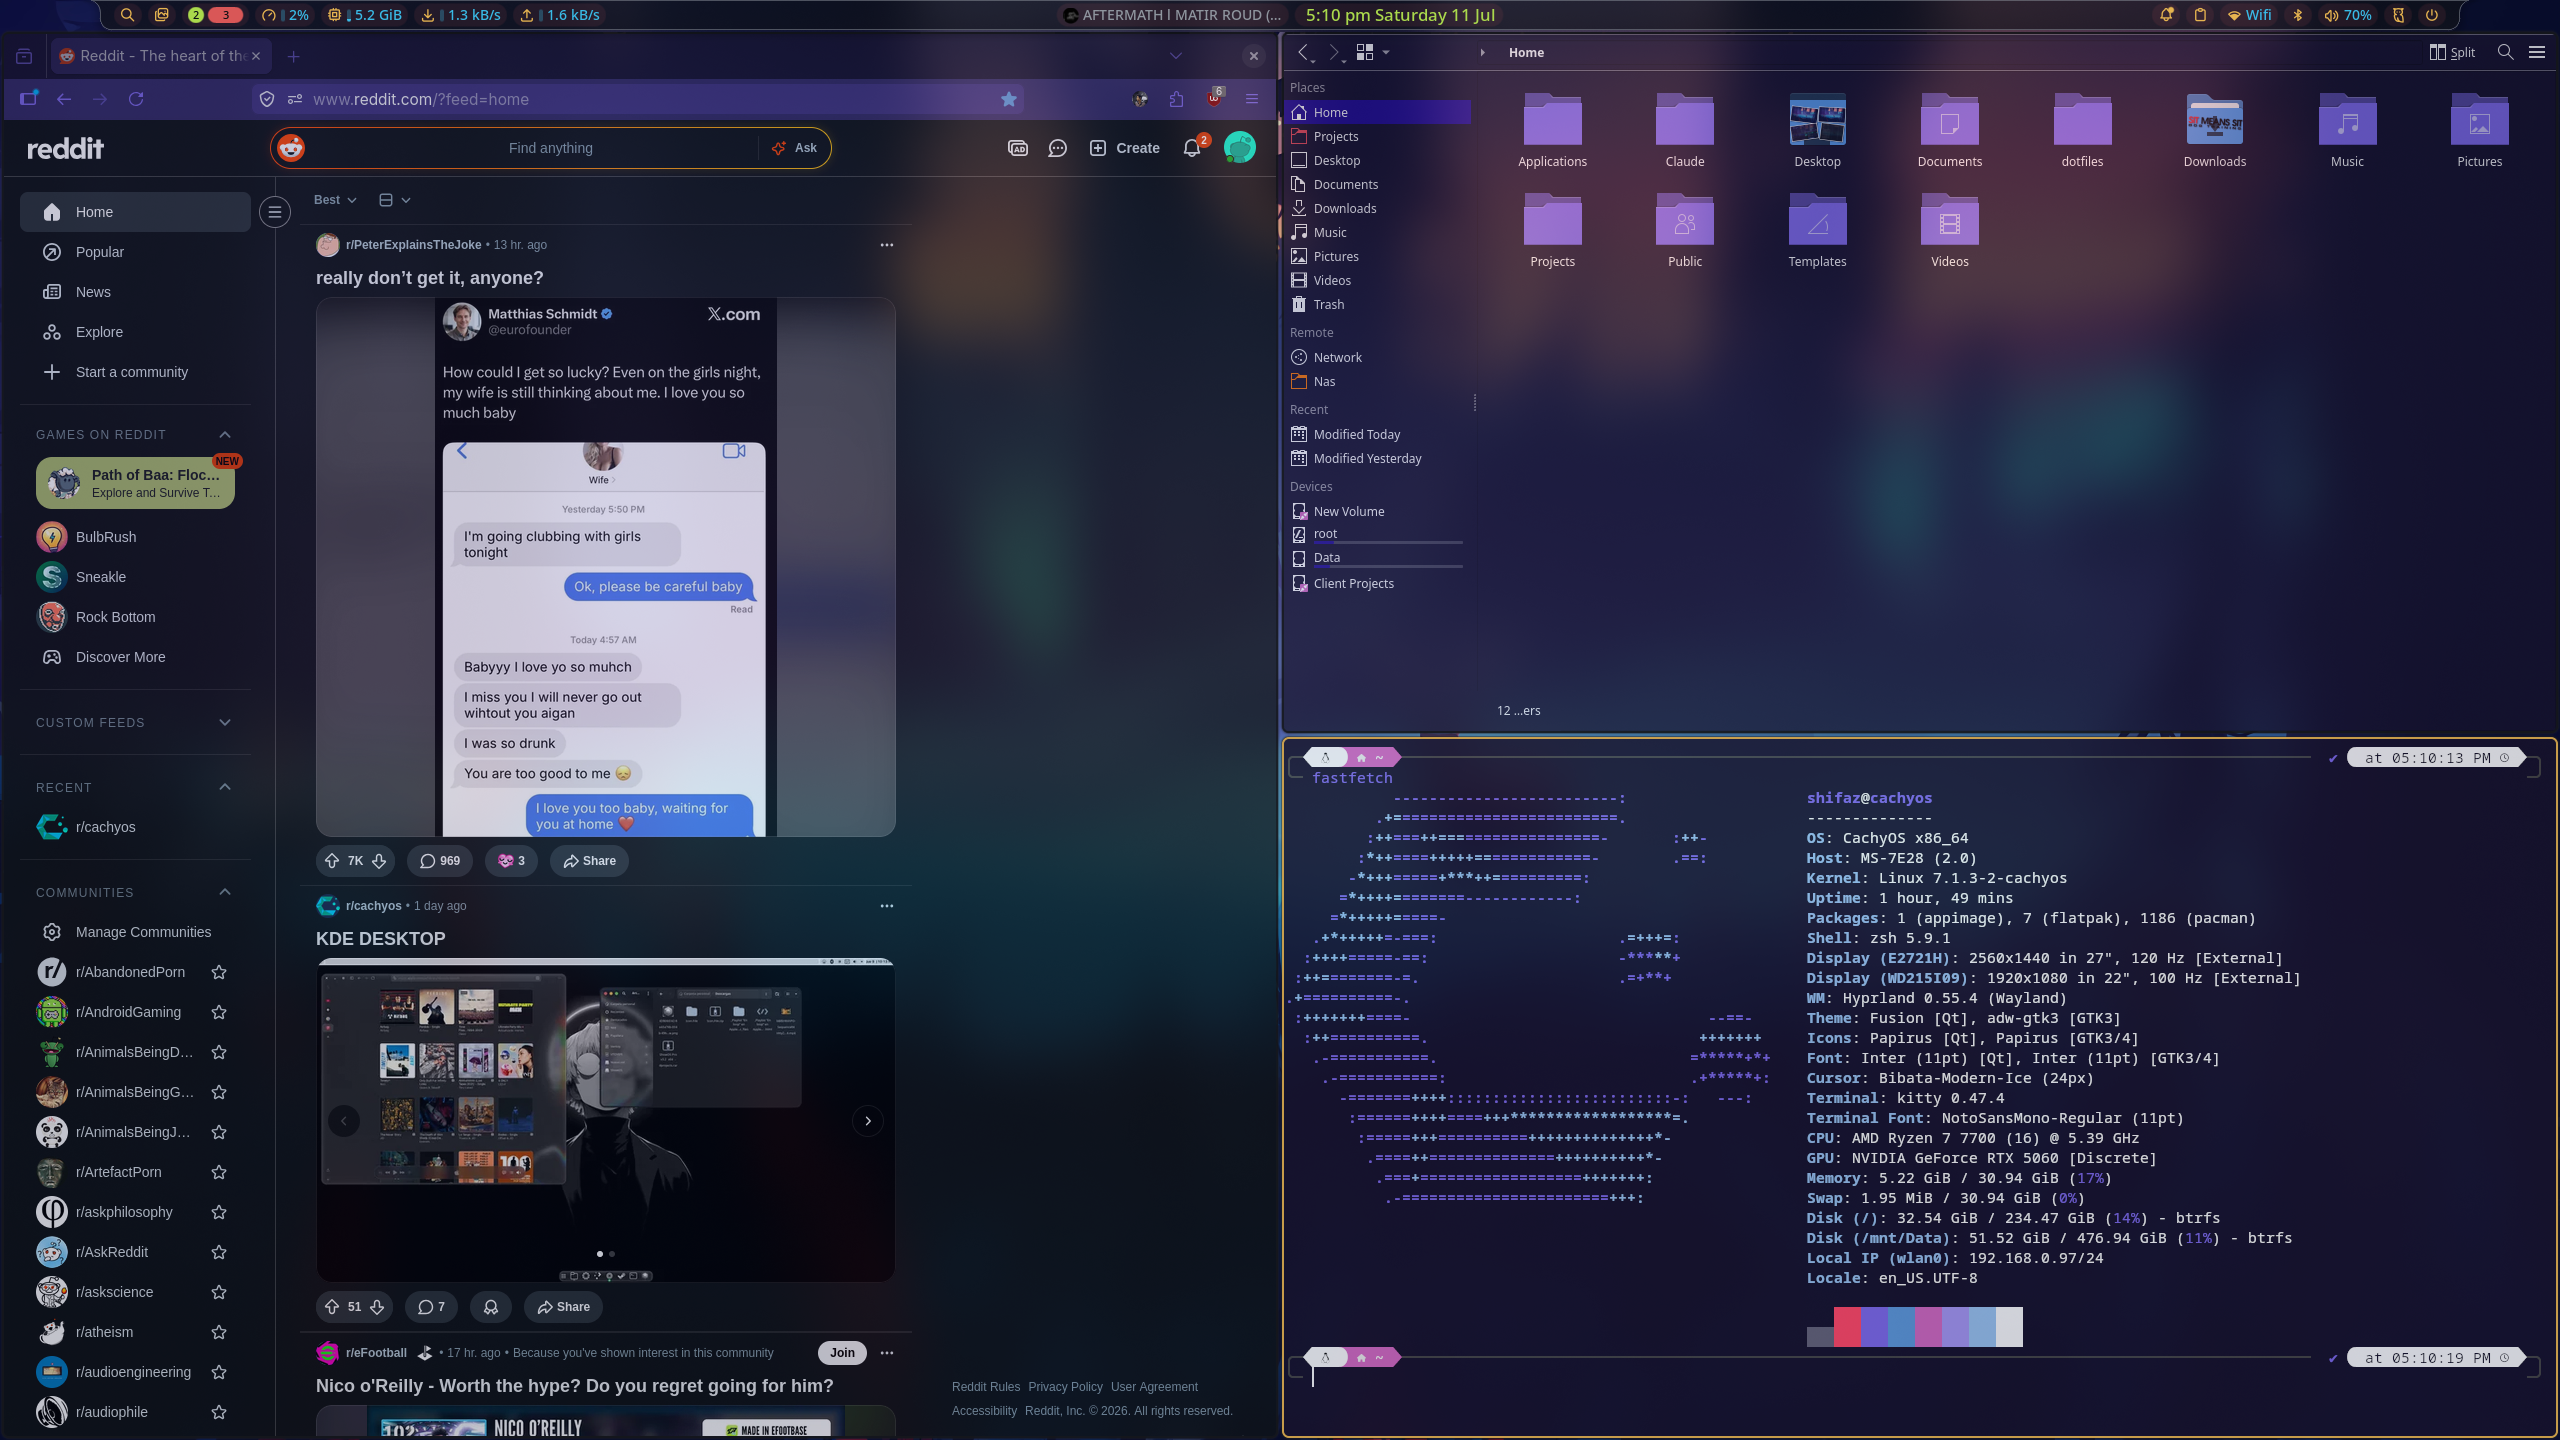 2 3 2% 5.2 GiB 1.3 kB/s 1.6 kB/s
AFTERMATH l MATIR ROUD (...
5:10 pm Saturday 11 Jul
Wifi 70%
Reddit - The heart of the
www.reddit.com/?feed=home
6
reddit
Find anything
Ask
AD
Create
2
Home
Popular
News
Explore
Start a community
GAMES ON REDDIT
NEW
Path of Baa: Floc...
Explore and Survive T...
BulbRush
Sneakle
Rock Bottom
Discover More
CUSTOM FEEDS
RECENT
r/cachyos
COMMUNITIES
Manage Communities
r/AbandonedPorn
r/AndroidGaming
r/AnimalsBeingD...
r/AnimalsBeingG...
r/AnimalsBeingJ...
r/ArtefactPorn
r/askphilosophy
r/AskReddit
r/askscience
r/atheism
r/audioengineering
r/audiophile
Best
r/PeterExplainsTheJoke • 13 hr. ago
really don’t get it, anyone?
Matthias Schmidt
@eurofounder
X.com
How could I get so lucky? Even on the girls night,
my wife is still thinking about me. I love you so
much baby
Wife
Yesterday 5:50 PM
I'm going clubbing with girls
tonight
Ok, please be careful baby
Read
Today 4:57 AM
Babyyy I love yo so muhch
I miss you I will never go out
wihtout you aigan
I was so drunk
You are too good to me 😞
I love you too baby, waiting for
you at home ❤️
7K 969 3 Share
r/cachyos • 1 day ago
KDE DESKTOP
51 7 Share
r/eFootball • 17 hr. ago • Because you've shown interest in this community
Join
Nico o'Reilly - Worth the hype? Do you regret going for him?
102 NICO O'REILLY
MADE IN EFOOTBASE
Reddit Rules Privacy Policy User Agreement
Accessibility Reddit, Inc. © 2026. All rights reserved.
Home
Split
Places
Home
Projects
Desktop
Documents
Downloads
Music
Pictures
Videos
Trash
Remote
Network
Nas
Recent
Modified Today
Modified Yesterday
Devices
New Volume
root
Data
Client Projects
Applications Claude Desktop Documents dotfiles Downloads Music Pictures
SIT MEANS SIT
Projects Public Templates Videos
12 ...ers
~
at 05:10:13 PM
fastfetch
shifaz@cachyos
--------------
OS: CachyOS x86_64
Host: MS-7E28 (2.0)
Kernel: Linux 7.1.3-2-cachyos
Uptime: 1 hour, 49 mins
Packages: 1 (appimage), 7 (flatpak), 1186 (pacman)
Shell: zsh 5.9.1
Display (E2721H): 2560x1440 in 27", 120 Hz [External]
Display (WD215I09): 1920x1080 in 22", 100 Hz [External]
WM: Hyprland 0.55.4 (Wayland)
Theme: Fusion [Qt], adw-gtk3 [GTK3]
Icons: Papirus [Qt], Papirus [GTK3/4]
Font: Inter (11pt) [Qt], Inter (11pt) [GTK3/4]
Cursor: Bibata-Modern-Ice (24px)
Terminal: kitty 0.47.4
Terminal Font: NotoSansMono-Regular (11pt)
CPU: AMD Ryzen 7 7700 (16) @ 5.39 GHz
GPU: NVIDIA GeForce RTX 5060 [Discrete]
Memory: 5.22 GiB / 30.94 GiB (17%)
Swap: 1.95 MiB / 30.94 GiB (0%)
Disk (/): 32.54 GiB / 234.47 GiB (14%) - btrfs
Disk (/mnt/Data): 51.52 GiB / 476.94 GiB (11%) - btrfs
Local IP (wlan0): 192.168.0.97/24
Locale: en_US.UTF-8
~
at 05:10:19 PM